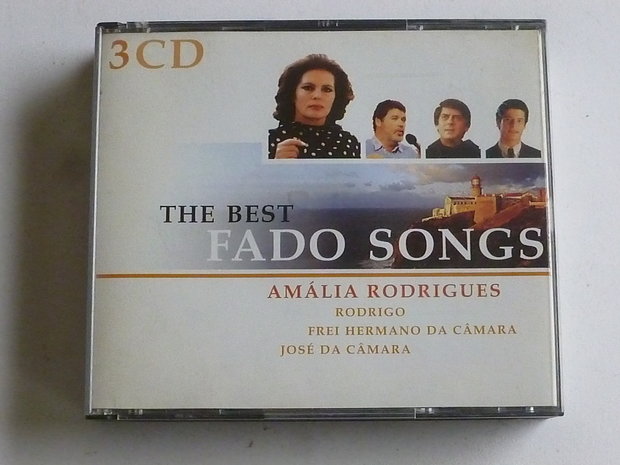 3CD
THE BEST
FADO SONGS
AMÁLIA RODRIGUES
RODRIGO
FREI HERMANO DA CÂMARA
JOSÉ DA CÂMARA